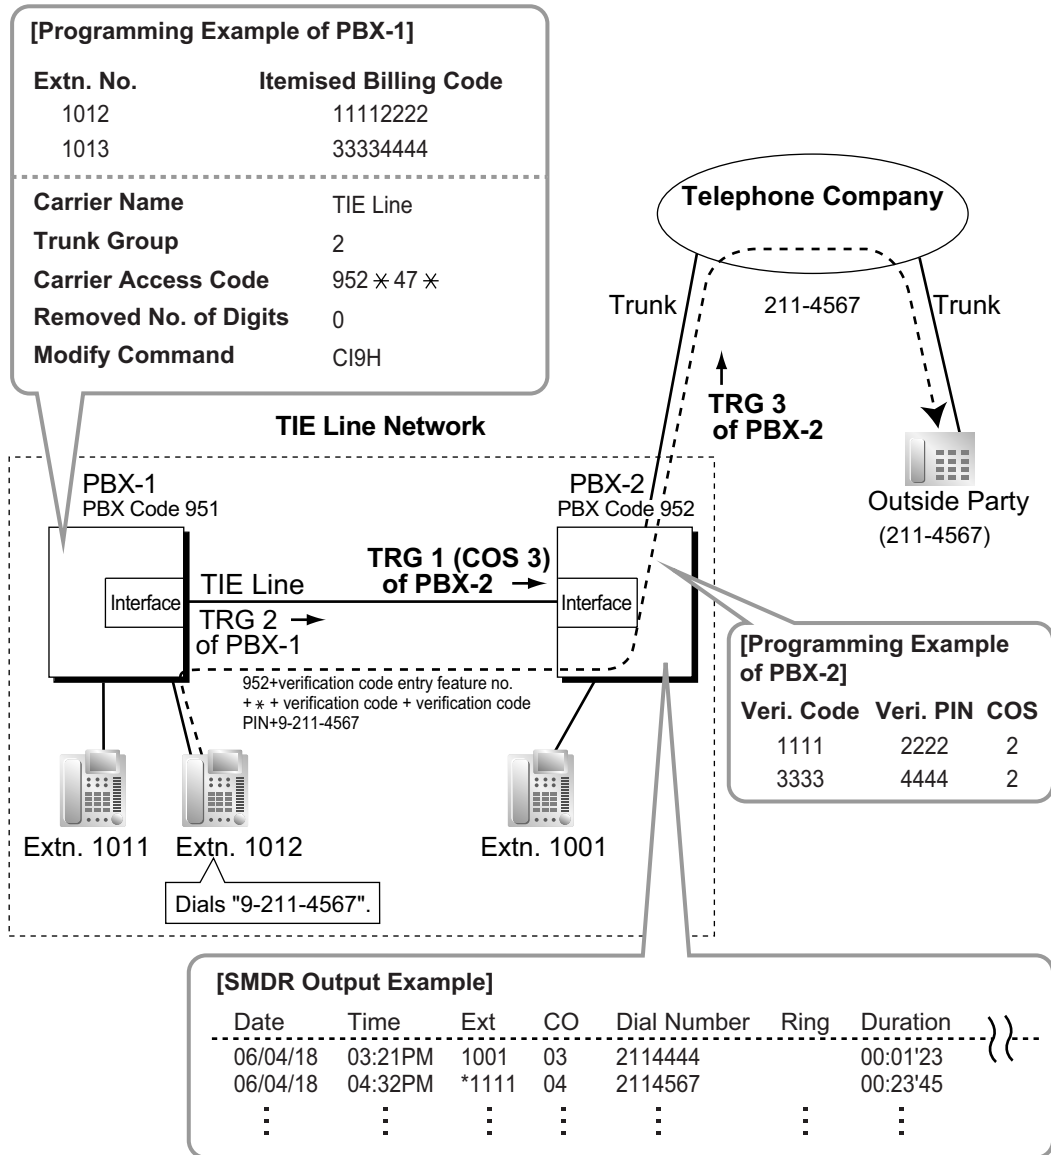 [Programming Example of PBX-1]
Extn. No. Itemised Billing Code
1012 11112222
1013 33334444
Carrier Name TIE Line
Trunk Group 2
Carrier Access Code 952 * 47 *
Removed No. of Digits 0
Modify Command CI9H
Telephone Company
Trunk 211-4567 Trunk
TRG 3
of PBX-2
Outside Party
(211-4567)
TIE Line Network
PBX-1
PBX Code 951
PBX-2
PBX Code 952
Interface
TIE Line
TRG 2 →
of PBX-1
TRG 1 (COS 3)
of PBX-2 →
Interface
952+verification code entry feature no.
+ * + verification code + verification code
PIN+9-211-4567
[Programming Example
of PBX-2]
Veri. Code Veri. PIN COS
1111 2222 2
3333 4444 2
Extn. 1011
Extn. 1012
Extn. 1001
Dials "9-211-4567".
[SMDR Output Example]
Date Time Ext CO Dial Number Ring Duration
06/04/18 03:21PM 1001 03 2114444 00:01'23
06/04/18 04:32PM *1111 04 2114567 00:23'45